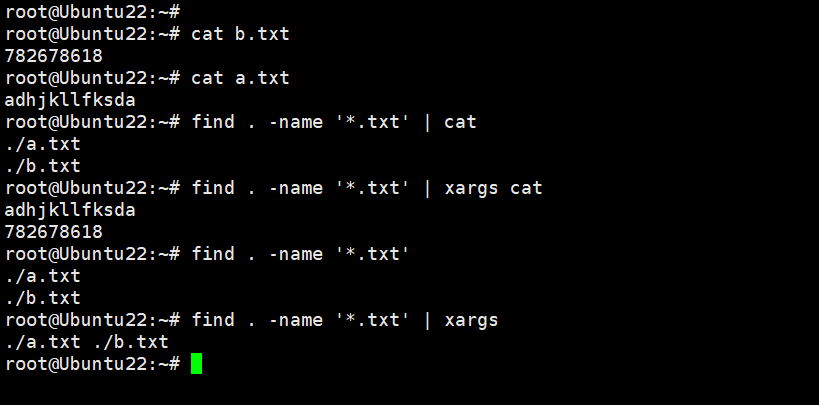 root@Ubuntu22:~#
root@Ubuntu22:~# cat b.txt
782678618
root@Ubuntu22:~# cat a.txt
adhjkllfksda
root@Ubuntu22:~# find . -name '*.txt' | cat
./a.txt
./b.txt
root@Ubuntu22:~# find . -name '*.txt' | xargs cat
adhjkllfksda
782678618
root@Ubuntu22:~# find . -name '*.txt'
./a.txt
./b.txt
root@Ubuntu22:~# find . -name '*.txt' | xargs
./a.txt ./b.txt
root@Ubuntu22:~#